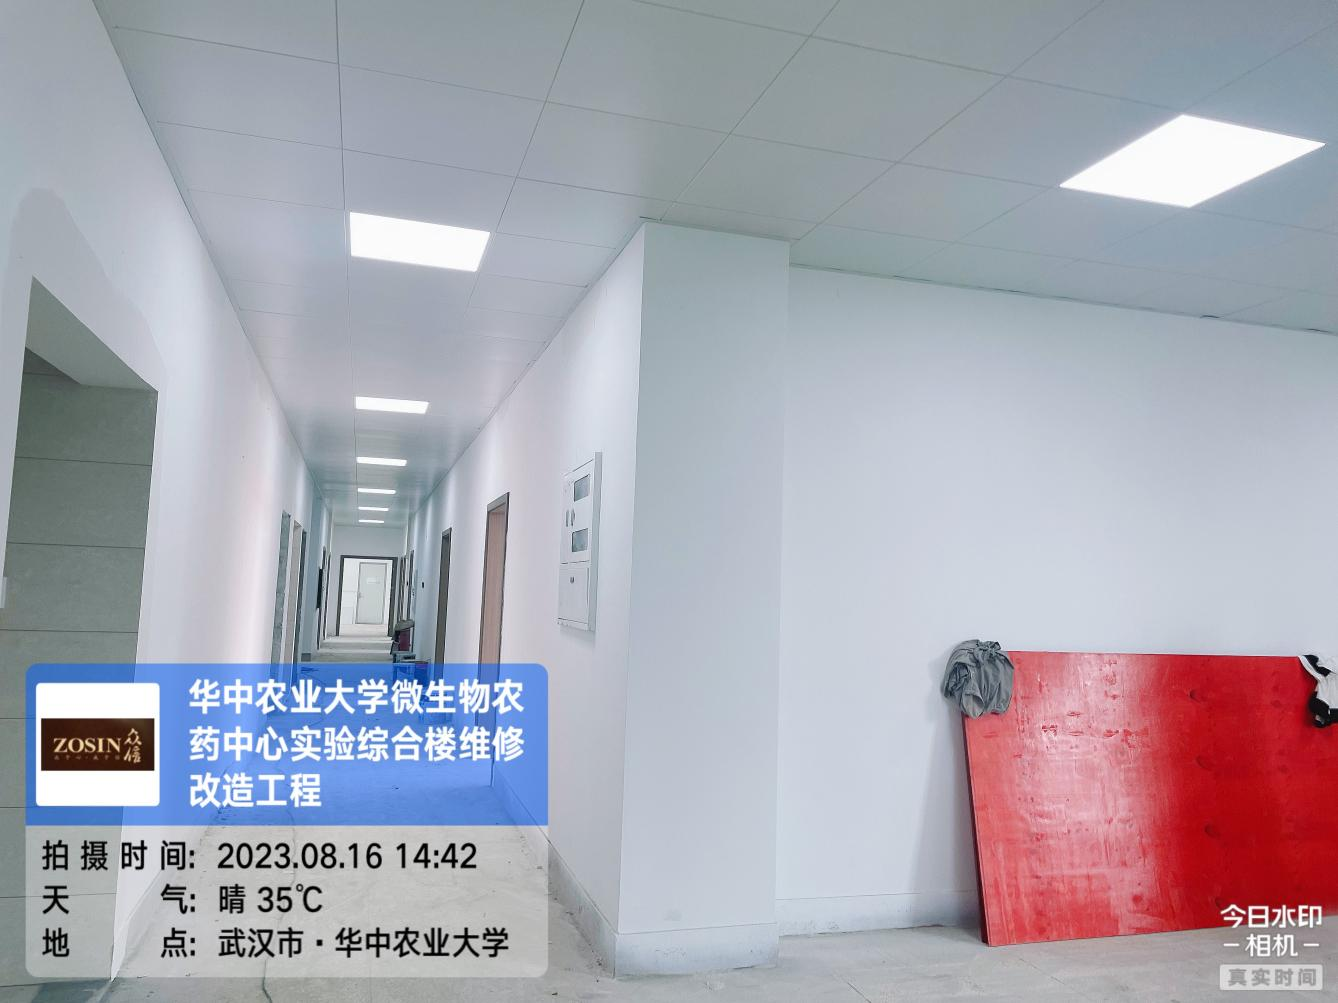 华中农业大学微生物农
药中心实验综合楼维修
改造工程
ZOSIN众信
拍摄时间: 2023.08.16 14:42
天气: 晴 35℃
地点: 武汉市·华中农业大学
今日水印
-相机-
真实时间